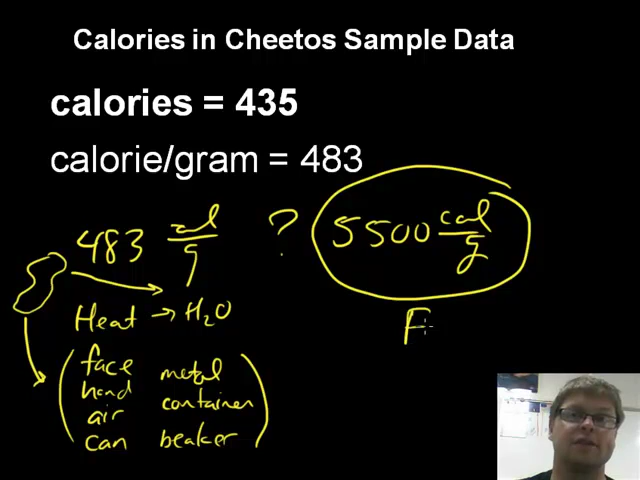 Calories in Cheetos Sample Data
calories = 435
calorie/gram = 483
483 cal/g ? 5500 cal/g
Heat → H₂O
F
face metal
hand container
air
can beaker